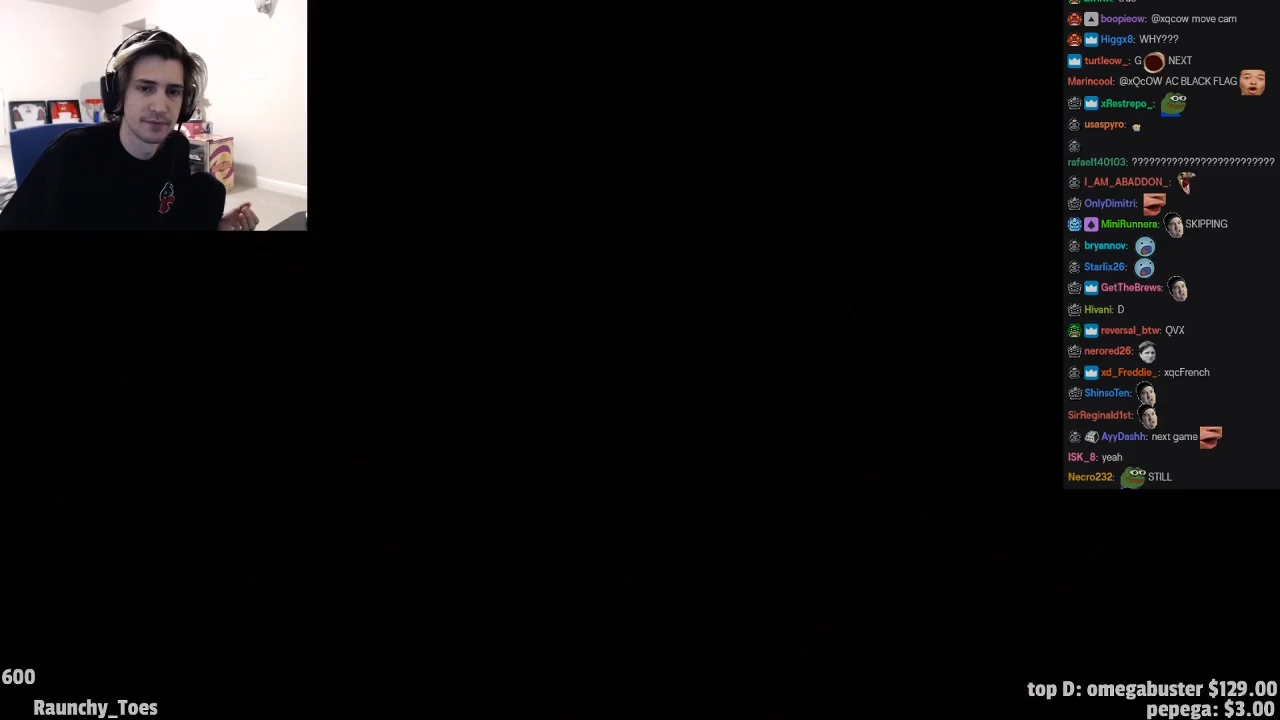 boopieow: @xqcow move cam
Higgx8: WHY???
turtleow_: G NEXT
Marincool: @xQcOW AC BLACK FLAG
xRestrepo_:
usaspyro:
rafael140103: ?????????????????????????
I_AM_ABADDON_:
OnlyDimitri:
MiniRunnera: SKIPPING
bryannov:
Starlix26:
GetTheBrews:
Hivani: D
reversal_btw: QVX
nerored26:
xd_Freddie_: xqcFrench
ShinsoTen:
SirReginald1st:
AyyDashh: next game
ISK_8: yeah
Necro232: STILL
600
Raunchy_Toes
top D: omegabuster $129.00
pepega: $3.00